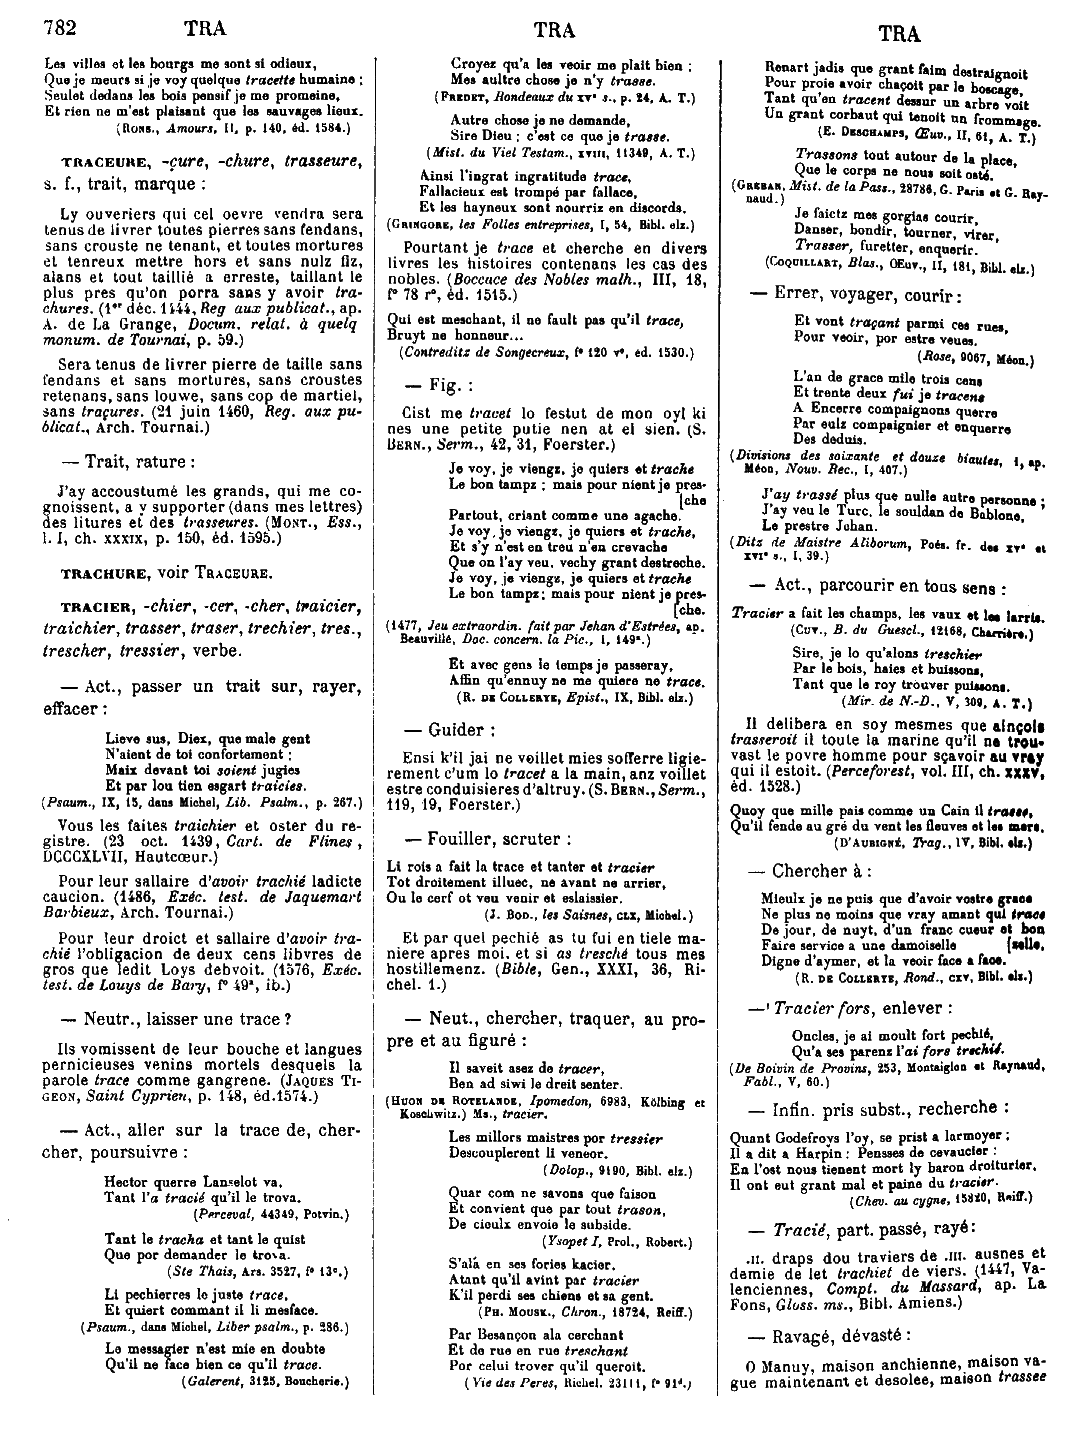 782 TRA TRA TRA
Les villes et les bourgs me sont si odieux,
Que je meurs si je voy quelque tracette humaine ;
Seulet dedans les bois pensif je me promeine,
Et rien ne m'est plaisant que les sauvages lieux.
(Rons., Amours, II, p. 140, éd. 1584.)
TRACEURE, -çure, -chure, trasseure,
s. f., trait, marque :
Ly ouveriers qui cel oevre vendra sera
tenus de livrer toutes pierres sans fendans,
sans crouste ne tenant, et toutes mortures
et tenreux mettre hors et sans nulz fiz,
alans et tout taillié a erreste, taillant le
plus pres qu'on porra sans y avoir tra-
chures. (1er déc. 1444, Reg aux publicat., ap.
A. de La Grange, Docum. relat. à quelq
monum. de Tournai, p. 59.)
Sera tenus de livrer pierre de taille sans
fendans et sans mortures, sans croustes
retenans, sans louwe, sans cop de martiel,
sans traçures. (21 juin 1460, Reg. aux pu-
blicat., Arch. Tournai.)
— Trait, rature :
J'ay accoustumé les grands, qui me co-
gnoissent, a y supporter (dans mes lettres)
des litures et des trasseures. (Mont., Ess.,
l. I, ch. xxxix, p. 150, éd. 1595.)
TRACHURE, voir Traceure.
TRACIER, -chier, -cer, -cher, traicier,
traichier, trasser, traser, trechier, tres.,
trescher, tressier, verbe.
— Act., passer un trait sur, rayer,
effacer :
Lieve sus, Diex, que male gent
N'aient de toi confortement ;
Maix devant toi soient jugies
Et par lou tien esgart traicies.
(Psaum., IX, 15, dans Michel, Lib. Psalm., p. 267.)
Vous les faites traichier et oster du re-
gistre. (23 oct. 1439, Cart. de Flines,
DCCCXLVII, Hautcœur.)
Pour leur sallaire d'avoir trachié ladicte
caucion. (1486, Exéc. test. de Jaquemart
Barbieux, Arch. Tournai.)
Pour leur droict et sallaire d'avoir tra-
chié l'obligacion de deux cens libvres de
gros que ledit Loys debvoit. (1576, Exéc.
test. de Louys de Bary, f° 49ª, ib.)
— Neutr., laisser une trace ?
Ils vomissent de leur bouche et langues
pernicieuses venins mortels desquels la
parole trace comme gangrene. (Jaques Ti-
geon, Saint Cyprien, p. 148, éd.1574.)
— Act., aller sur la trace de, cher-
cher, poursuivre :
Hector querre Lanselot va,
Tant l'a tracié qu'il le trova.
(Perceval, 44349, Potvin.)
Tant le tracha et tant le quist
Que por demander le trova.
(Ste Thais, Ars. 3527, f° 13c.)
Li pechierres le juste trace,
Et quiert commant il li mesface.
(Psaum., dans Michel, Liber psalm., p. 286.)
Le messagier n'est mie en doubte
Qu'il ne face bien ce qu'il trace.
(Galerent, 3125, Boucherie.)
Croyez qu'a les veoir me plait bien ;
Mes aultre chose je n'y trasse.
(Fredet, Rondeaux du xve s., p. 24, A. T.)
Autre chose je ne demande,
Sire Dieu ; c'est ce que je trasse.
(Mist. du Viel Testam., xviii, 11349, A. T.)
Ainsi l'ingrat ingratitude trace,
Fallacieux est trompé par fallace,
Et les hayneux sont nourriz en discords.
(Gringore, les Folles entreprises, I, 54, Bibl. elz.)
Pourtant je trace et cherche en divers
livres les histoires contenans les cas des
nobles. (Boccace des Nobles malh., III, 18,
f° 78 r°, éd. 1515.)
Qui est meschant, il ne fault pas qu'il trace,
Bruyt ne honneur...
(Contreditz de Songecreux, f° 120 v°, éd. 1530.)
— Fig. :
Cist me tracet lo festut de mon oyl ki
nes une petite putie nen at el sien. (S.
Bern., Serm., 42, 31, Foerster.)
Je voy, je viengz, je quiers et trache
Le bon tampz ; mais pour nient je pres-
[che
Partout, criant comme une agache.
Je voy, je viengz, je quiers et trache,
Et s'y n'est en treu n'en crevache
Que on l'ay veu, vechy grant destreche.
Je voy, je viengz, je quiers et trache
Le bon tampz ; mais pour nient je pres-
[che.
(1477, Jeu extraordin. fait par Jehan d'Estrées, ap.
Beauvillé, Doc. concern. la Pic., I, 149ª.)
Et avec gens le temps je passeray,
Affin qu'ennuy ne me quiere ne trace.
(R. de Collerye, Epist., IX, Bibl. elz.)
— Guider :
Ensi k'il jai ne voillet mies sofferre ligie-
rement c'um lo tracet a la main, anz voillet
estre conduisieres d'altruy. (S. Bern., Serm.,
119, 19, Foerster.)
— Fouiller, scruter :
Li rois a fait la trace et tanter et tracier
Tot droitement illuec, ne avant ne arrier,
Ou le cerf ot veu venir et eslaissier.
(J. Bod., les Saisnes, clx, Michel.)
Et par quel pechié as tu fui en tiele ma-
niere apres moi, et si as tresché tous mes
hostillemenz. (Bible, Gen., XXXI, 36, Ri-
chel. 1.)
— Neut., chercher, traquer, au pro-
pre et au figuré :
Il saveit asez de tracer,
Ben ad siwi le dreit senter.
(Huon de Rotelande, Ipomedon, 6983, Kölbing et
Koschwitz.) Ms., tracier.
Les millors maistres por tressier
Descouplerent li veneor.
(Dolop., 9190, Bibl. elz.)
Quar com ne savons que faison
Et convient que par tout trason,
De cieulx envoie le subside.
(Ysopet I, Prol., Robert.)
S'alá en ses fories kacier.
Atant qu'il avint par tracier
K'il perdi ses chiens et sa gent.
(Ph. Mousk., Chron., 18724, Reiff.)
Par Besançon ala cerchant
Et de rue en rue treschant
Por celui trover qu'il queroit.
(Vie des Peres, Richel. 23111, f° 91d.)
Renart jadis que grant faim destraignoit
Pour proie avoir chaçoit par le boscage,
Tant qu'en tracent dessur un arbre voit
Un grant corbaut qui tenoit un frommage.
(E. Deschamps, Œuv., II, 61, A. T.)
Trassons tout autour de la place,
Que le corps ne nous soit osté.
(Greban, Mist. de la Pass., 28786, G. Paris et G. Ray-
naud.)
Je faictz mes gorgias courir,
Danser, bondir, tourner, virer,
Trasser, furetter, enquerir.
(Coquillart, Blas., Œuv., II, 181, Bibl. elz.)
— Errer, voyager, courir :
Et vont traçant parmi ces rues,
Pour veoir, por estre veues.
(Rose, 9067, Méon.)
L'an de grace mile trois cens
Et trente deux fui je tracens
A Encerre compaignons querre
Par eulz compaignier et enquerre
Des deduis.
(Divisions des soixante et douze biautes, 1, ap.
Méon, Nouv. Rec., I, 407.)
J'ay trassé plus que nulle autre personne ;
J'ay veu le Turc, le souldan de Bablone,
Le prestre Johan.
(Ditz de Maistre Aliborum, Poés. fr. des xve et
xvie s., I, 39.)
— Act., parcourir en tous sens :
Tracier a fait les champs, les vaux et les larris.
(Cuv., B. du Guescl., 12168, Charrière.)
Sire, je lo qu'alons treschier
Par le bois, haies et buissons,
Tant que le roy trouver puissons.
(Mir. de N.-D., V, 309, A. T.)
Il delibera en soy mesmes que ainçois
trasseroit il toute la marine qu'il ne trou-
vast le povre homme pour sçavoir au vray
qui il estoit. (Perceforest, vol. III, ch. xxxv,
éd. 1528.)
Quoy que mille pais comme un Cain il trasse,
Qu'il fende au gré du vent les fleuves et les mers.
(D'Aubigné, Trag., IV, Bibl. elz.)
— Chercher à :
Mieulx je ne puis que d'avoir vostre grace
Ne plus ne moins que vray amant qui trace
De jour, de nuyt, d'un franc cueur et bon
Faire service a une damoiselle [zelle,
Digne d'aymer, et la veoir face a face.
(R. de Collerye, Rond., cxv, Bibl. elz.)
— Tracier fors, enlever :
Oncles, je ai moult fort pechié,
Qu'a ses parenz l'ai fors trechié.
(De Boivin de Provins, 253, Montaiglon et Raynaud,
Fabl., V, 60.)
— Infin. pris subst., recherche :
Quant Godefroys l'oy, se prist a larmoyer ;
Il a dit a Harpin : Pensses de cevaucier :
En l'ost nous tienent mort ly baron droiturier,
Il ont eut grant mal et paine du tracier.
(Chev. au cygne, 15820, Reiff.)
— Tracié, part. passé, rayé :
.ii. draps dou traviers de .iii. ausnes et
damie de let trachiet de viers. (1447, Va-
lenciennes, Compt. du Massard, ap. La
Fons, Gloss. ms., Bibl. Amiens.)
— Ravagé, dévasté :
O Manuy, maison anchienne, maison va-
gue maintenant et desolee, maison trassee